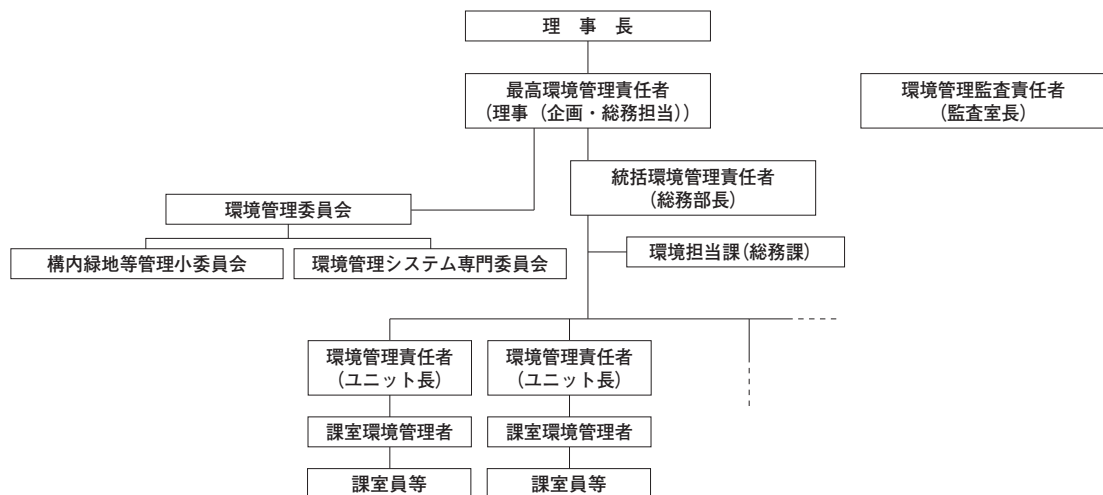 理　事　長
最高環境管理責任者
(理事（企画・総務担当）)
環境管理監査責任者
(監査室長)
統括環境管理責任者
(総務部長)
環境管理委員会
構内緑地等管理小委員会
環境管理システム専門委員会
環境担当課(総務課)
環境管理責任者
(ユニット長)
環境管理責任者
(ユニット長)
課室環境管理者
課室環境管理者
課室員等
課室員等